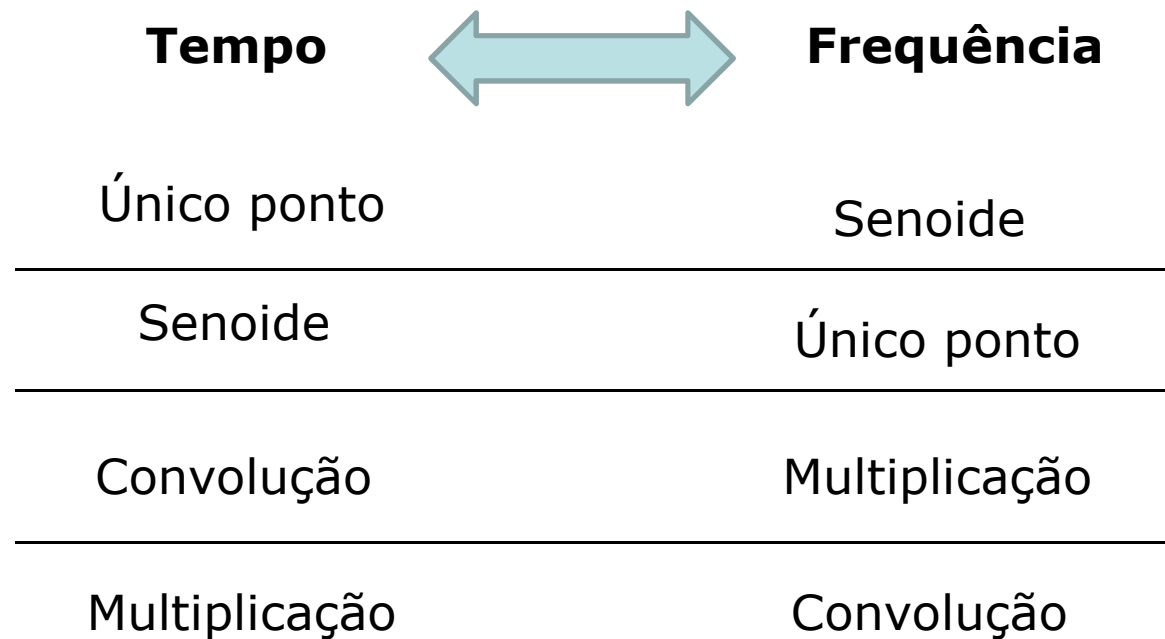 Tempo Frequência
Único ponto Senoide
Senoide Único ponto
Convolução Multiplicação
Multiplicação Convolução